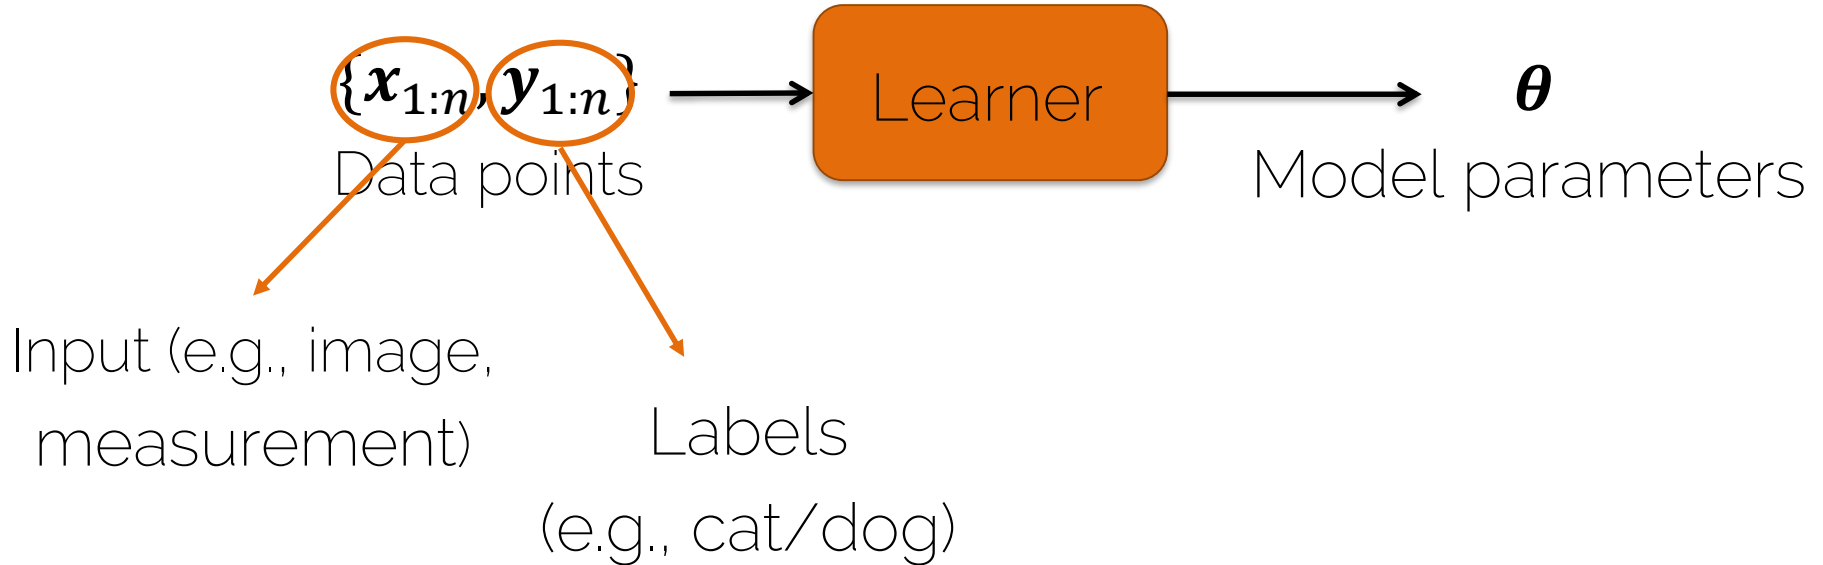 {x₁:ₙ, y₁:ₙ}
Data points
Learner
θ
Model parameters
Input (e.g., image,
measurement)
Labels
(e.g., cat/dog)